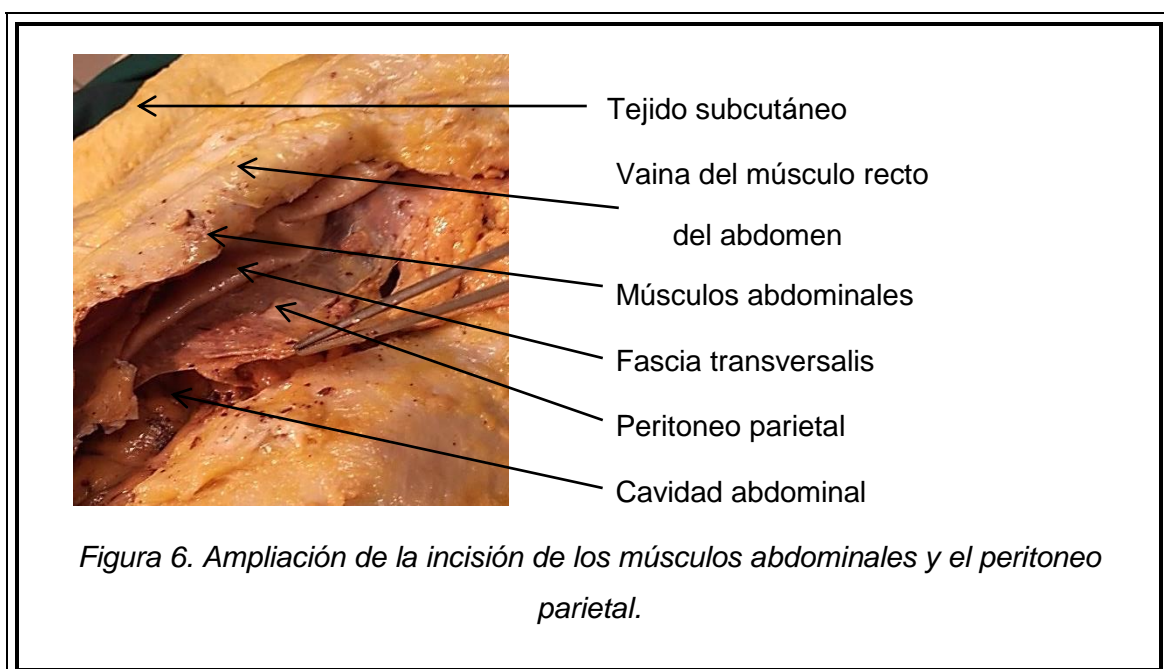 Tejido subcutáneo
Vaina del músculo recto
del abdomen
Músculos abdominales
Fascia transversalis
Peritoneo parietal
Cavidad abdominal
Figura 6. Ampliación de la incisión de los músculos abdominales y el peritoneo
parietal.